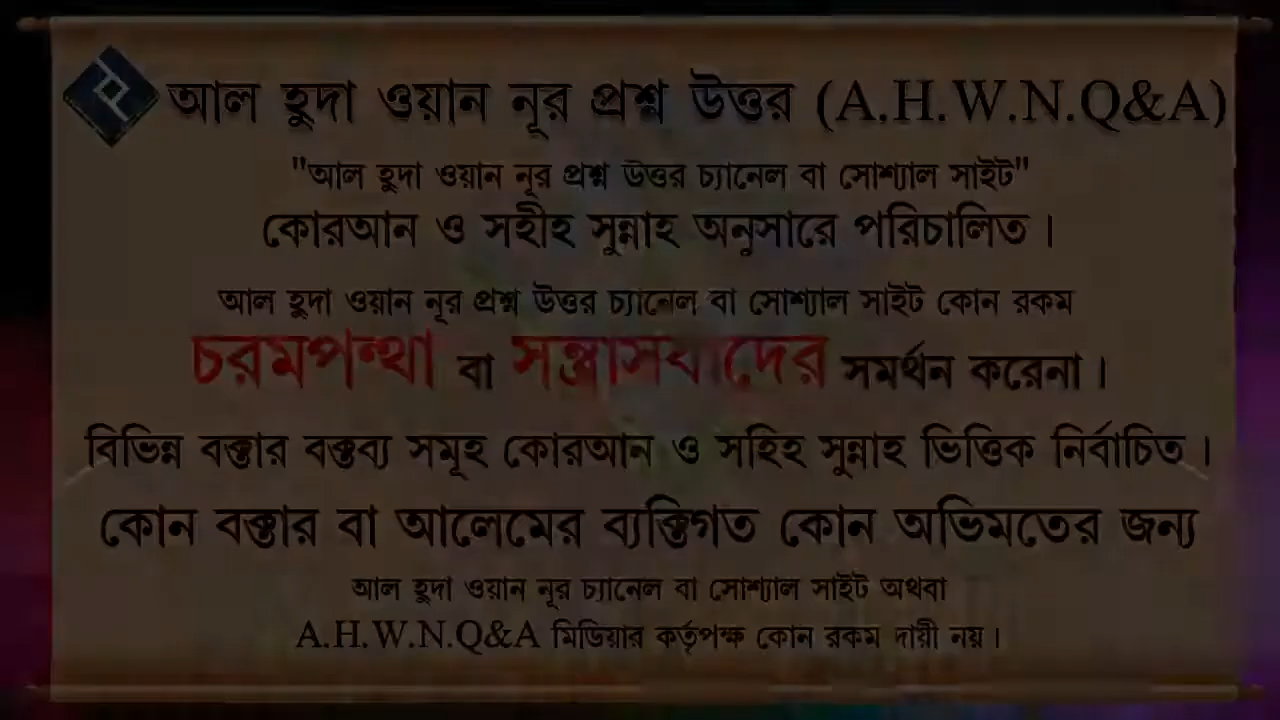 আল হুদা ওয়ান নূর প্রশ্ন উত্তর (A.H.W.N.Q&A)
"আল হুদা ওয়ান নূর প্রশ্ন উত্তর চ্যানেল বা সোশ্যাল সাইট"
কোরআন ও সহীহ সুন্নাহ অনুসারে পরিচালিত।
আল হুদা ওয়ান নূর প্রশ্ন উত্তর চ্যানেল বা সোশ্যাল সাইট কোন রকম
চরমপন্থা বা সন্ত্রাসবাদের সমর্থন করেনা।
বিভিন্ন বক্তার বক্তব্য সমূহ কোরআন ও সহিহ সুন্নাহ ভিত্তিক নির্বাচিত।
কোন বক্তার বা আলেমের ব্যক্তিগত কোন অভিমতের জন্য
আল হুদা ওয়ান নূর চ্যানেল বা সোশ্যাল সাইট অথবা
A.H.W.N.Q&A মিডিয়ার কর্তৃপক্ষ কোন রকম দায়ী নয়।